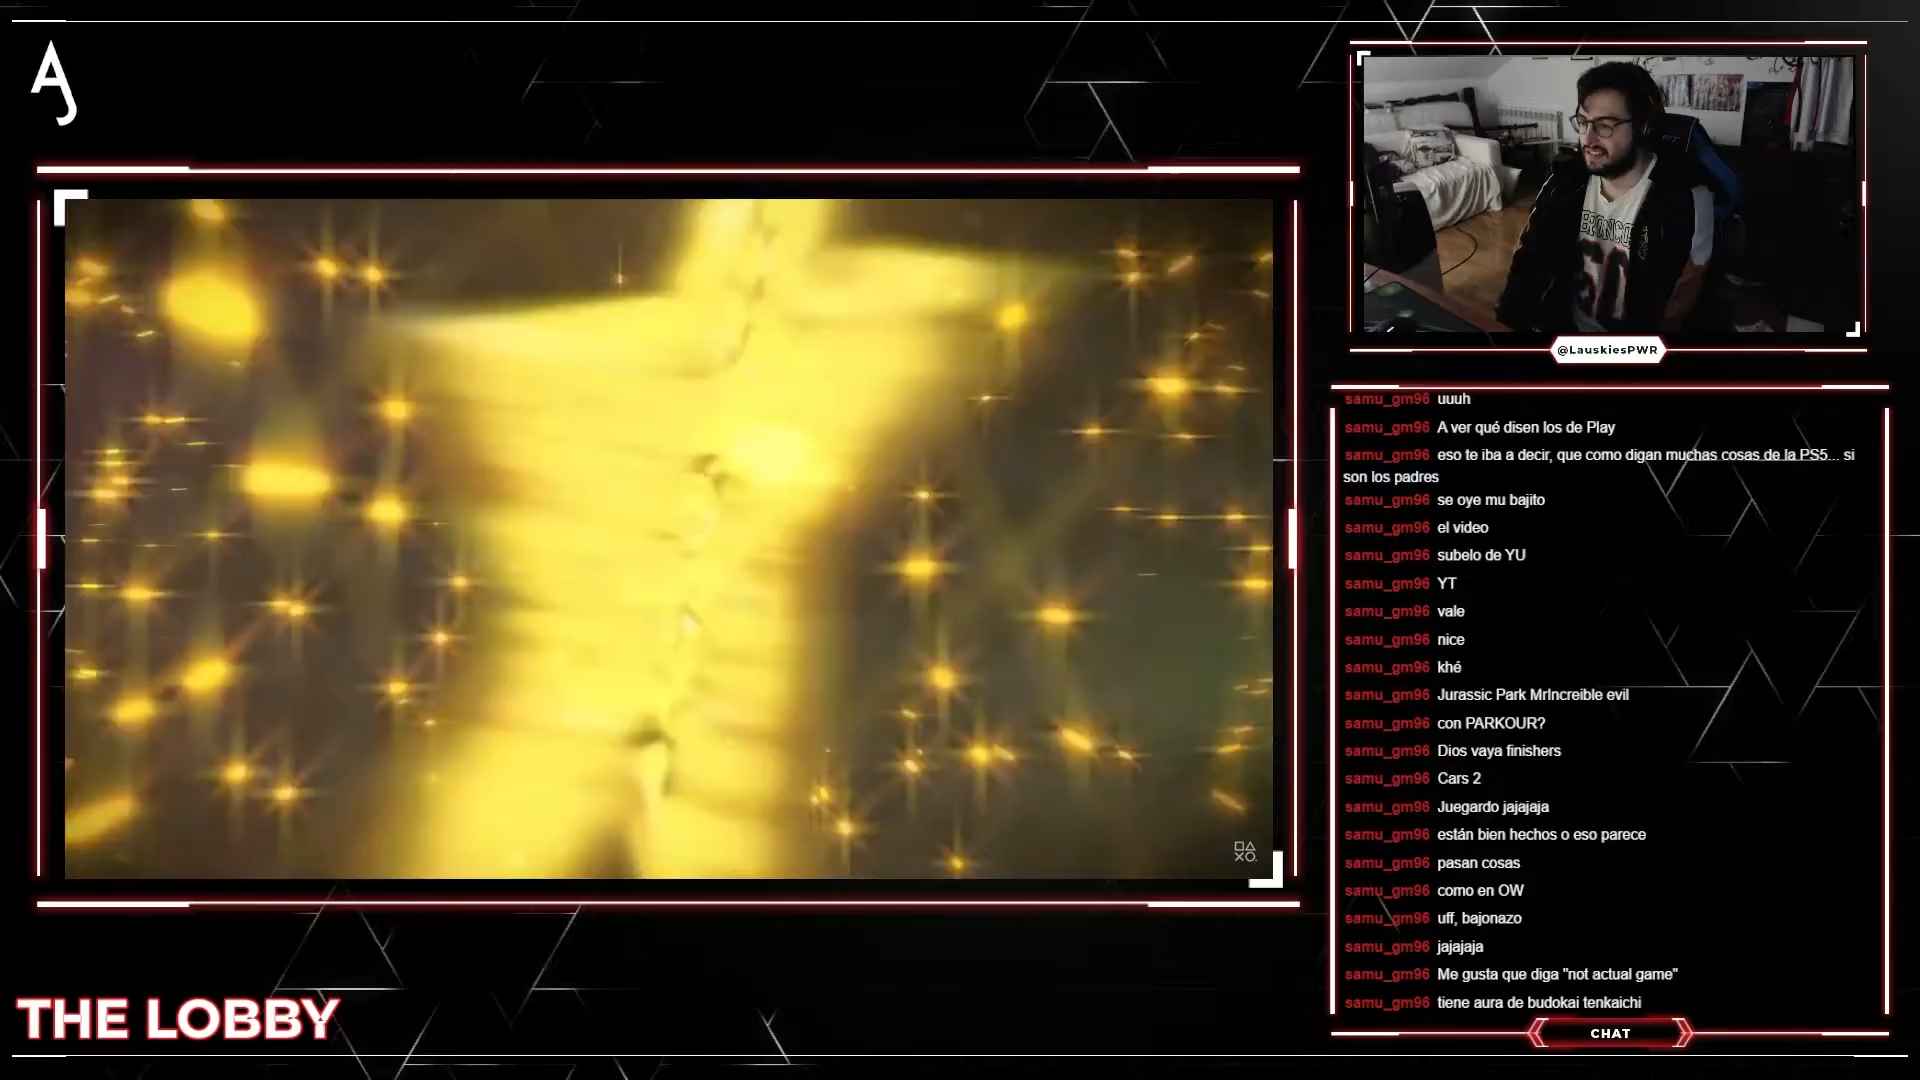 AJ
@LauskiesPWR
BRONCOS
50
samu_gm96 uuuh
samu_gm96 A ver qué disen los de Play
samu_gm96 eso te iba a decir, que como digan muchas cosas de la PS5... si
son los padres
samu_gm96 se oye mu bajito
samu_gm96 el video
samu_gm96 subelo de YU
samu_gm96 YT
samu_gm96 vale
samu_gm96 nice
samu_gm96 khé
samu_gm96 Jurassic Park MrIncreible evil
samu_gm96 con PARKOUR?
samu_gm96 Dios vaya finishers
samu_gm96 Cars 2
samu_gm96 Juegardo jajajaja
samu_gm96 están bien hechos o eso parece
samu_gm96 pasan cosas
samu_gm96 como en OW
samu_gm96 uff, bajonazo
samu_gm96 jajajaja
samu_gm96 Me gusta que diga "not actual game"
samu_gm96 tiene aura de budokai tenkaichi
THE LOBBY
CHAT